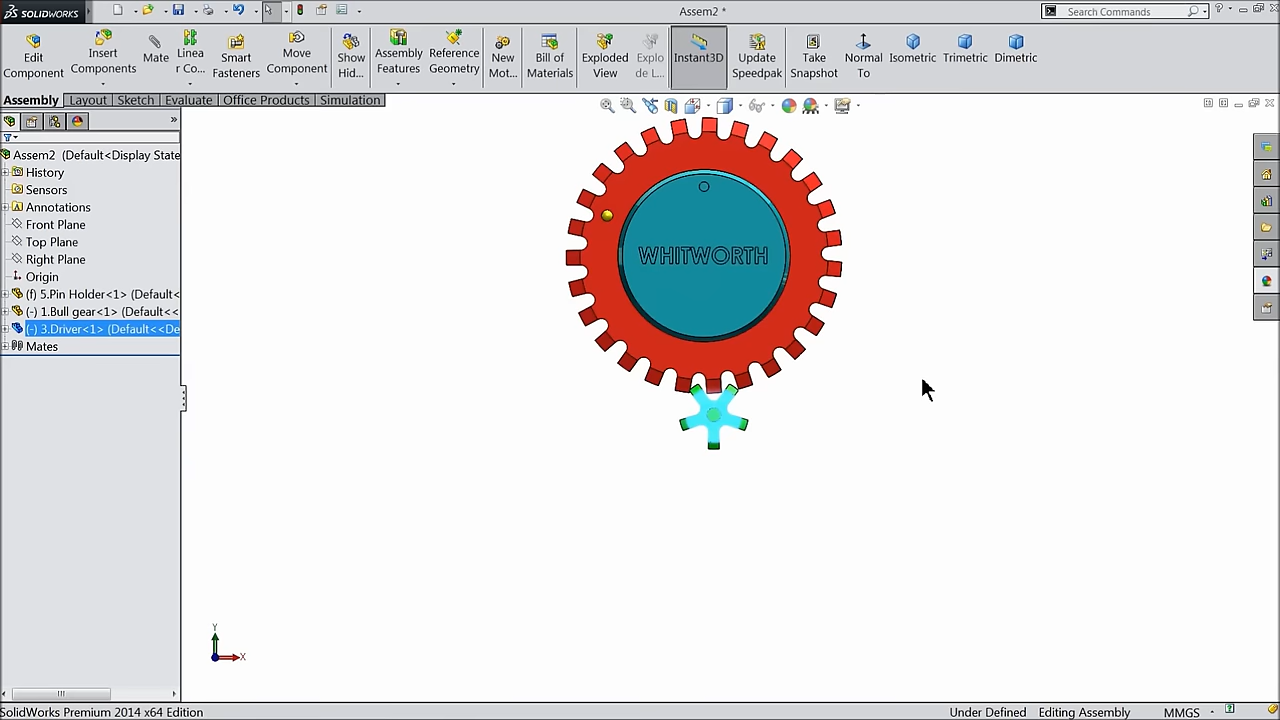 SOLIDWORKS
Assem2 *
Search Commands
Edit Component
Insert Components
Mate
Linea r Co...
Smart Fasteners
Move Component
Show Hid...
Assembly Features
Reference Geometry
New Mot...
Bill of Materials
Exploded View
Explo de L...
Instant3D
Update Speedpak
Take Snapshot
Normal To
Isometric
Trimetric
Dimetric
Assembly
Layout
Sketch
Evaluate
Office Products
Simulation
Assem2 (Default<Display State
History
Sensors
Annotations
Front Plane
Top Plane
Right Plane
Origin
(f) 5.Pin Holder<1> (Default<
(-) 1.Bull gear<1> (Default<<
(-) 3.Driver<1> (Default<<De
Mates
WHITWORTH
Y
X
SolidWorks Premium 2014 x64 Edition
Under Defined
Editing Assembly
MMGS